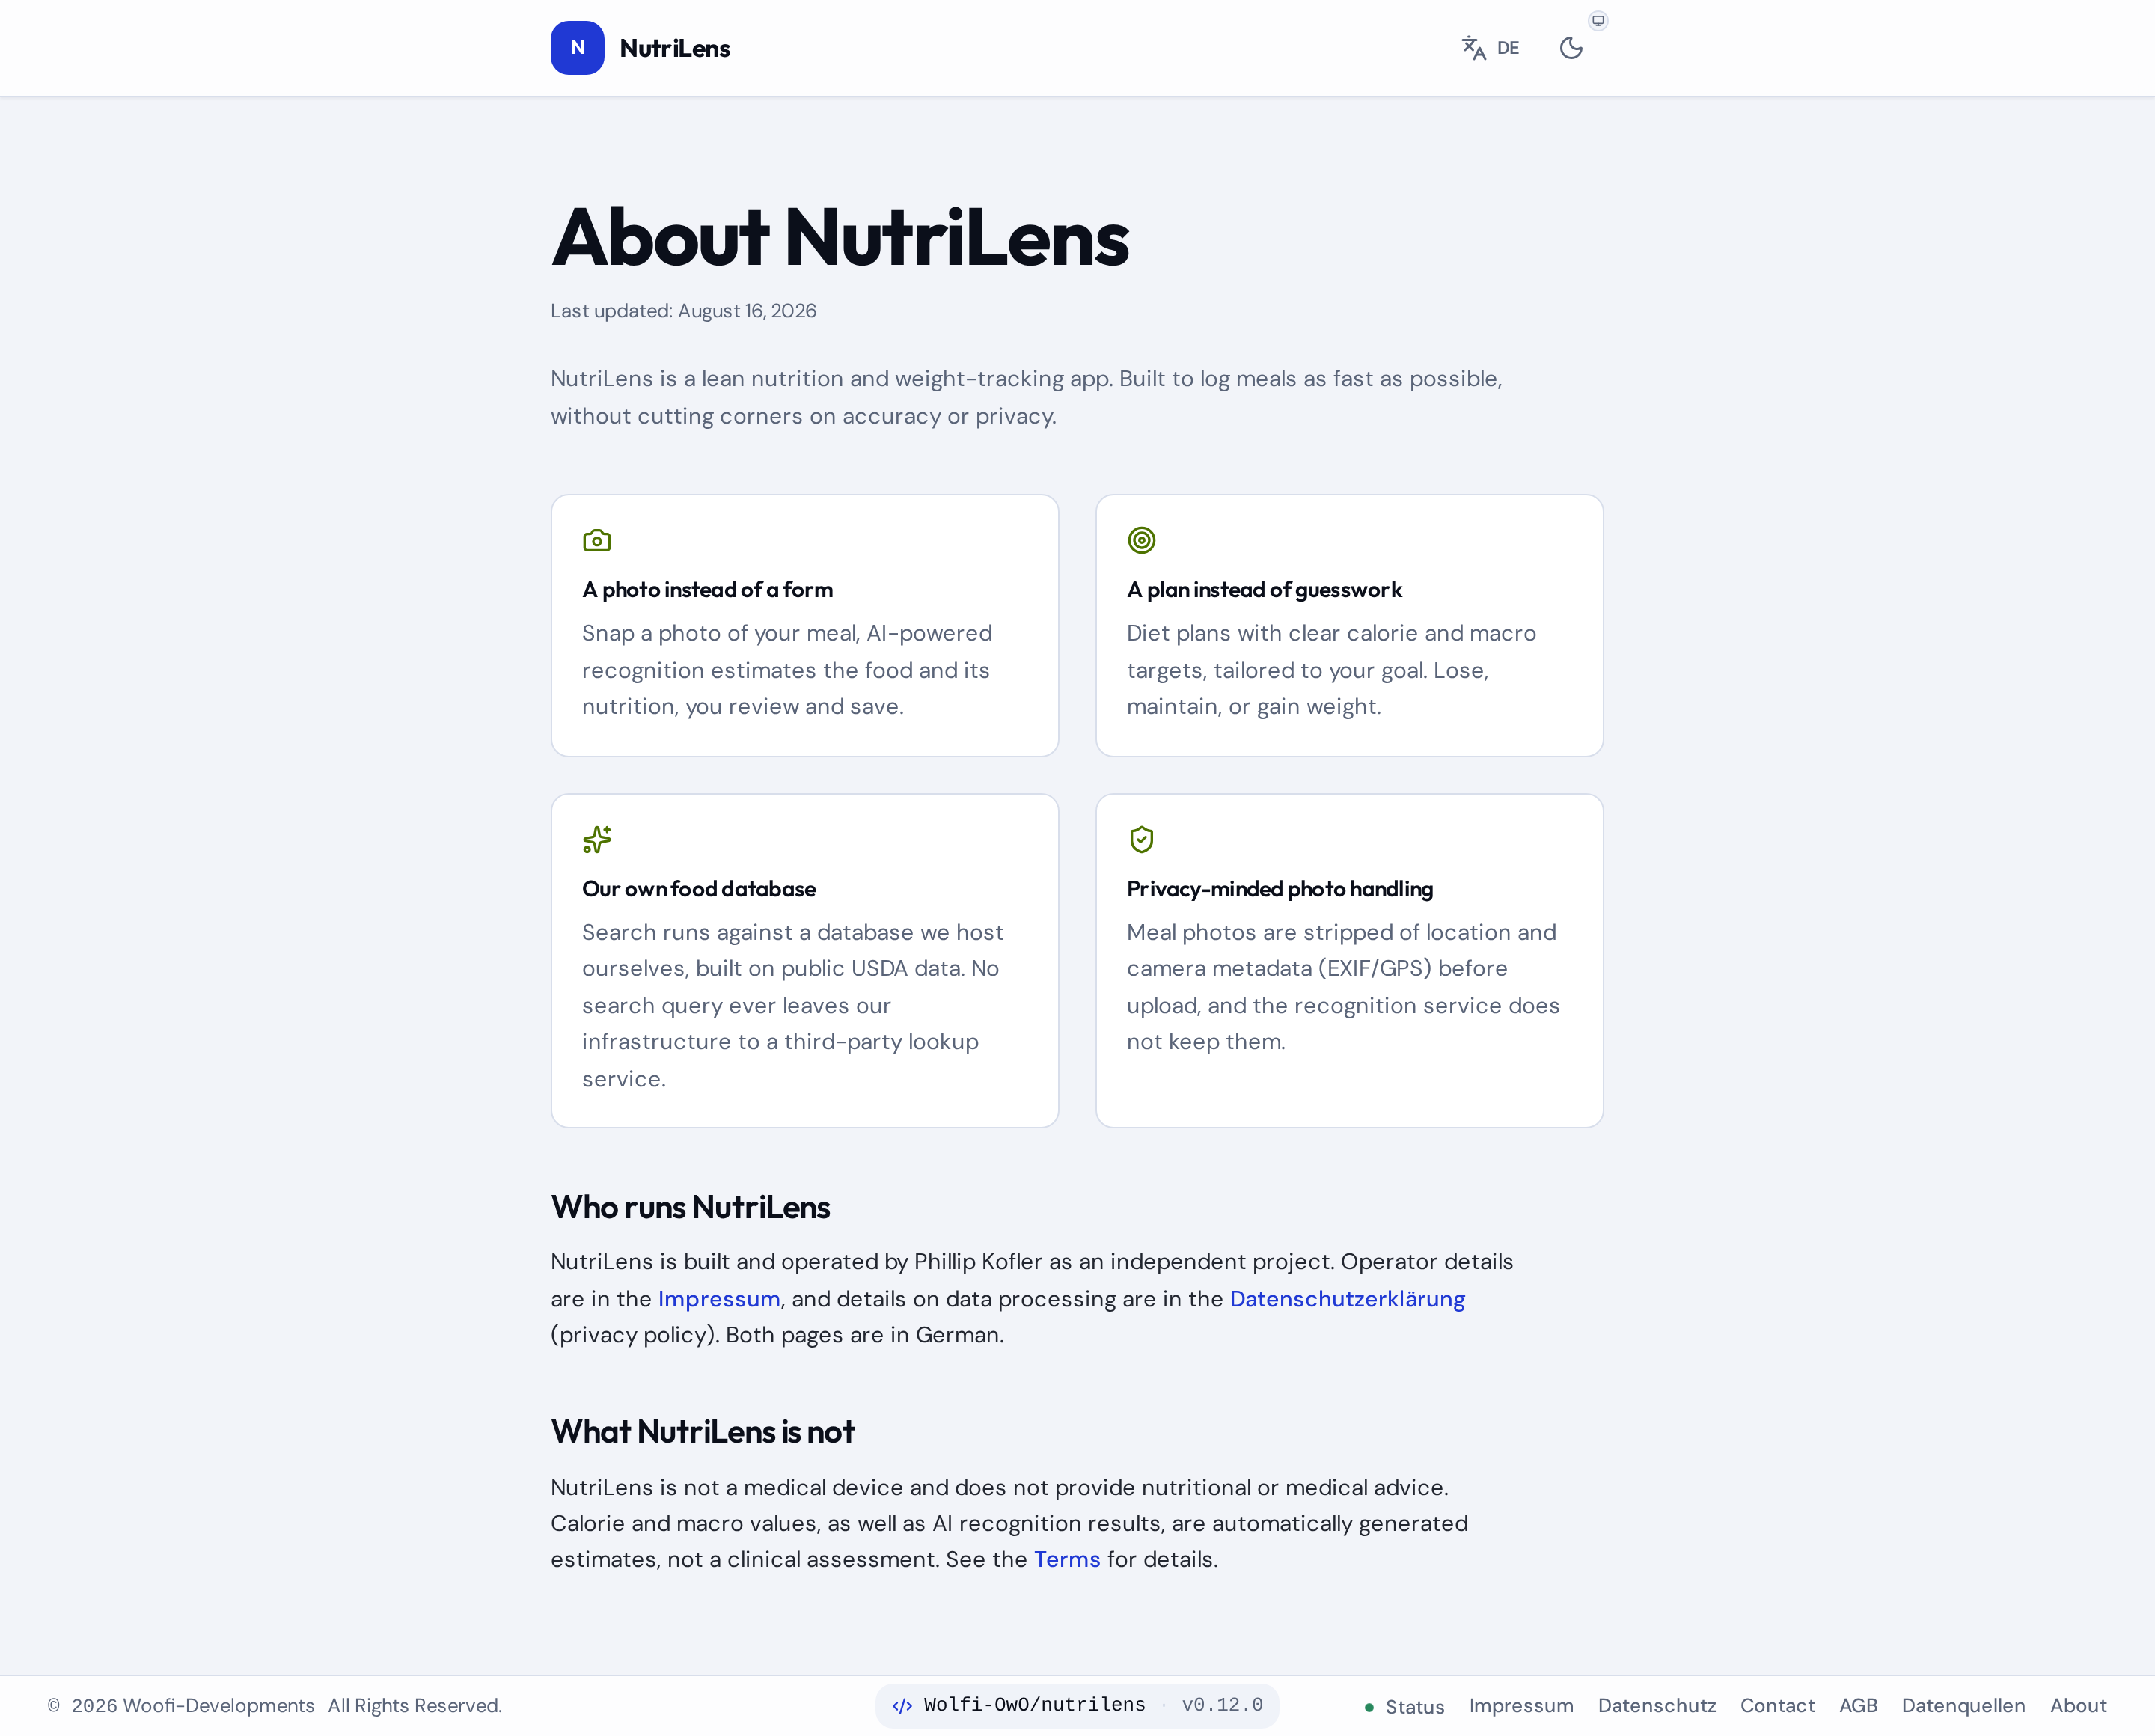 N NutriLens DE
About NutriLens
Last updated: August 16, 2026
NutriLens is a lean nutrition and weight-tracking app. Built to log meals as fast as possible,
without cutting corners on accuracy or privacy.
A photo instead of a form
Snap a photo of your meal, AI-powered
recognition estimates the food and its
nutrition, you review and save.
A plan instead of guesswork
Diet plans with clear calorie and macro
targets, tailored to your goal. Lose,
maintain, or gain weight.
Our own food database
Search runs against a database we host
ourselves, built on public USDA data. No
search query ever leaves our
infrastructure to a third-party lookup
service.
Privacy-minded photo handling
Meal photos are stripped of location and
camera metadata (EXIF/GPS) before
upload, and the recognition service does
not keep them.
Who runs NutriLens
NutriLens is built and operated by Phillip Kofler as an independent project. Operator details
are in the Impressum, and details on data processing are in the Datenschutzerklärung
(privacy policy). Both pages are in German.
What NutriLens is not
NutriLens is not a medical device and does not provide nutritional or medical advice.
Calorie and macro values, as well as AI recognition results, are automatically generated
estimates, not a clinical assessment. See the Terms for details.
© 2026 Woofi-Developments All Rights Reserved. Wolfi-OwO/nutrilens · v0.12.0 Status Impressum Datenschutz Contact AGB Datenquellen About